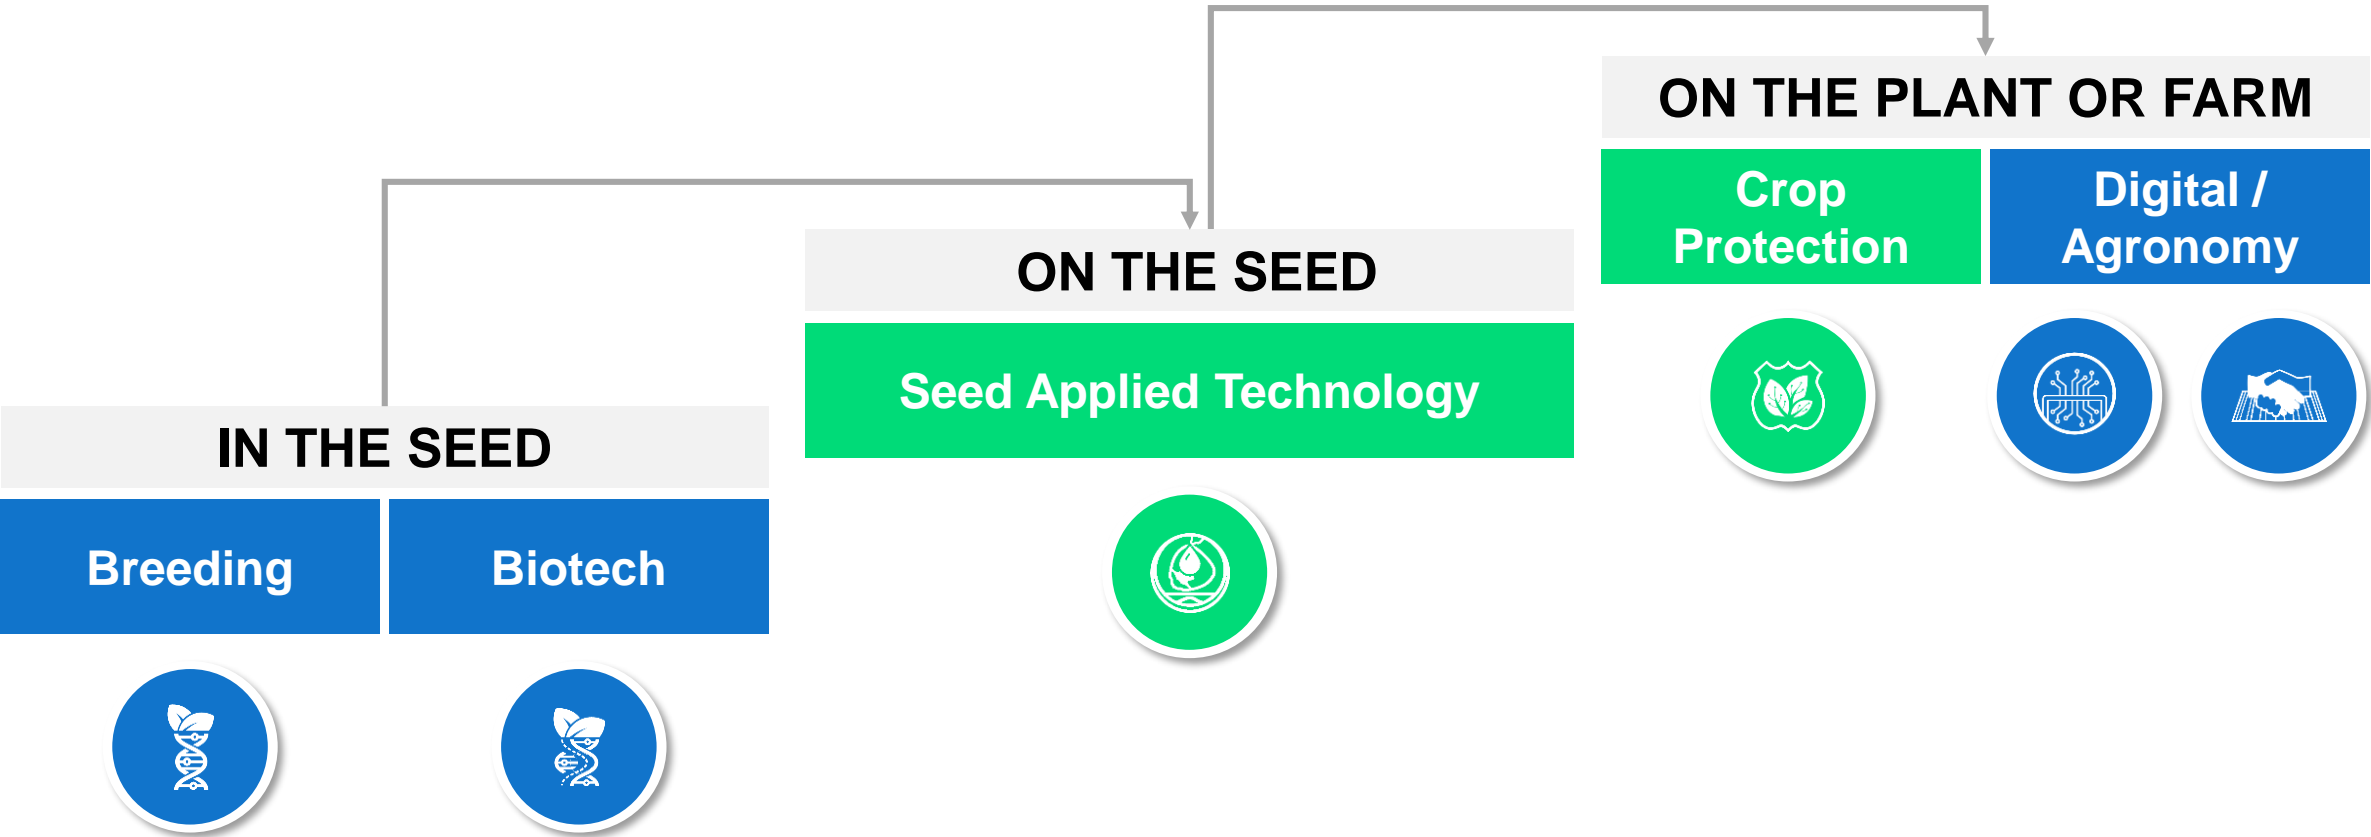 IN THE SEED
Breeding
Biotech
ON THE SEED
Seed Applied Technology
ON THE PLANT OR FARM
Crop
Protection
Digital /
Agronomy